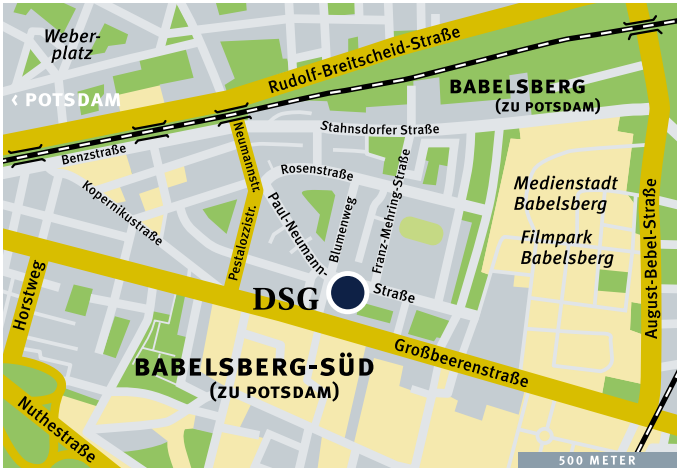 Weber-
platz
Rudolf-Breitscheid-Straße
‹ POTSDAM
BABELSBERG
(ZU POTSDAM)
Stahnsdorfer Straße
Benzstraße
Neumannstr.
Rosenstraße
Kopernikustraße
Paul-Neumann-
Straße
Blumenweg
Franz-Mehring-Straße
Medienstadt
Babelsberg
Filmpark
Babelsberg
August-Bebel-Straße
Pestalozzistr.
Horstweg
DSG
Großbeerenstraße
BABELSBERG-SÜD
(ZU POTSDAM)
Nuthestraße
500 METER